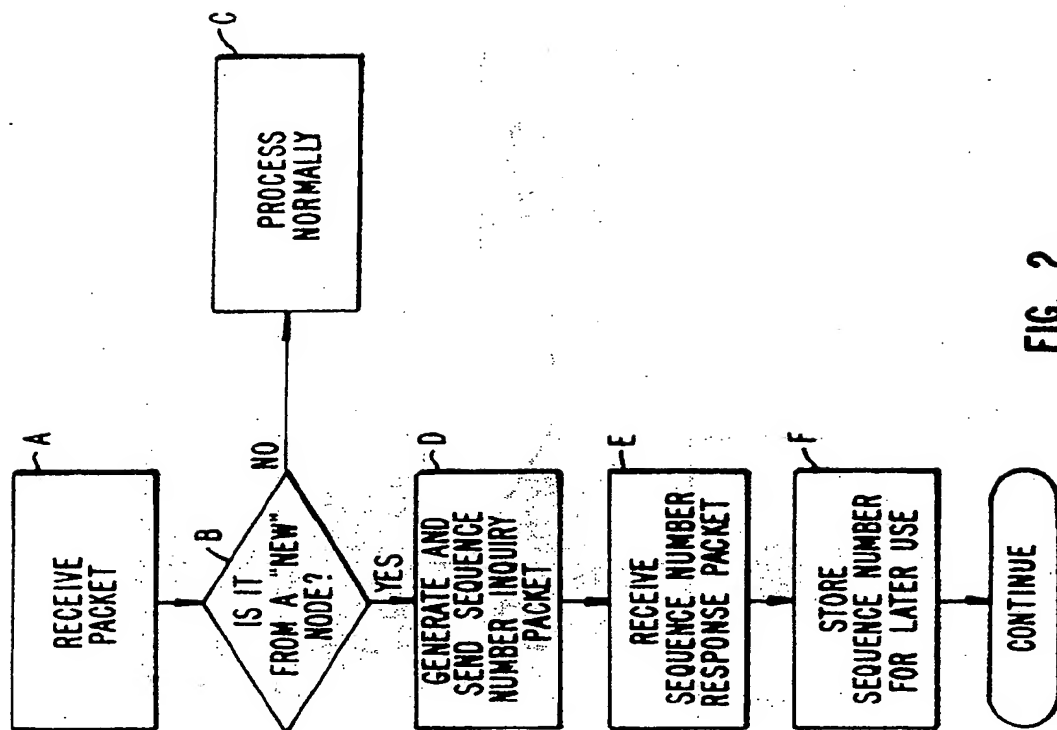 A
RECEIVE
PACKET
B
IS IT
FROM A "NEW"
NODE?
NO
YES
C
PROCESS
NORMALLY
D
GENERATE AND
SEND SEQUENCE
NUMBER INQUIRY
PACKET
E
RECEIVE
SEQUENCE NUMBER
RESPONSE PACKET
F
STORE
SEQUENCE NUMBER
FOR LATER USE
CONTINUE
FIG. 2